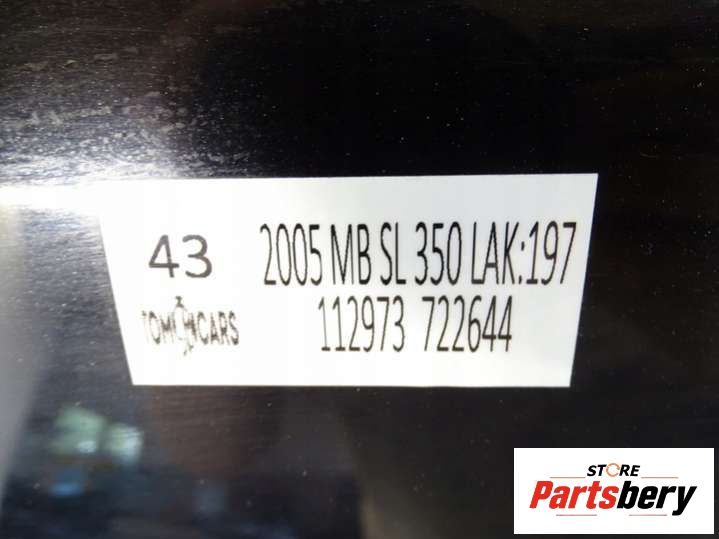 43
2005 MB SL 350 LAK:197
112973 722644
TOM CARS
STORE
Partsbery